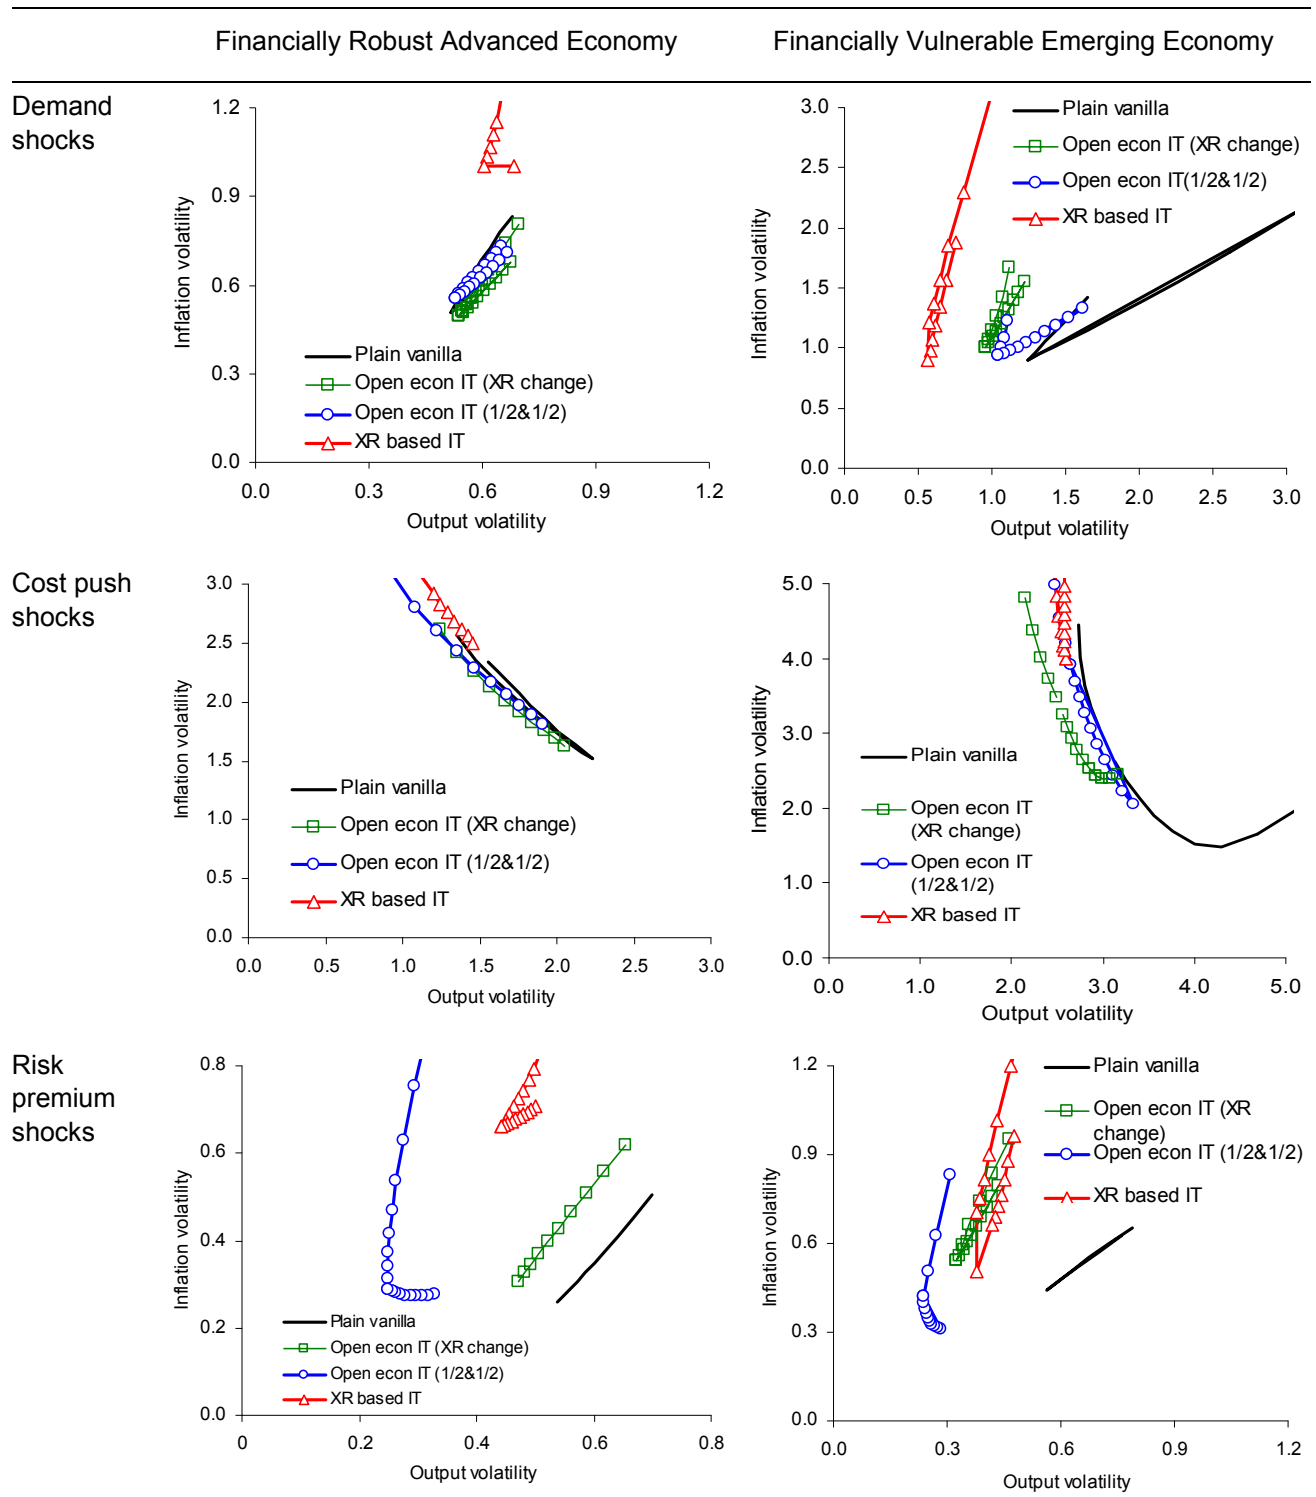 Financially Robust Advanced Economy
Financially Vulnerable Emerging Economy
Demand
shocks
Inflation volatility
1.2
0.9
0.6
0.3
0.0
Plain vanilla
Open econ IT (XR change)
Open econ IT (1/2&1/2)
XR based IT
0.0 0.3 0.6 0.9 1.2
Output volatility
Inflation volatility
3.0
2.5
2.0
1.5
1.0
0.5
0.0
Plain vanilla
Open econ IT (XR change)
Open econ IT(1/2&1/2)
XR based IT
0.0 0.5 1.0 1.5 2.0 2.5 3.0
Output volatility
Cost push
shocks
Inflation volatility
3.0
2.5
2.0
1.5
1.0
0.5
0.0
Plain vanilla
Open econ IT (XR change)
Open econ IT (1/2&1/2)
XR based IT
0.0 0.5 1.0 1.5 2.0 2.5 3.0
Output volatility
Inflation volatility
5.0
4.0
3.0
2.0
1.0
0.0
Plain vanilla
Open econ IT
(XR change)
Open econ IT
(1/2&1/2)
XR based IT
0.0 1.0 2.0 3.0 4.0 5.0
Output volatility
Risk
premium
shocks
Inflation volatility
0.8
0.6
0.4
0.2
0.0
Plain vanilla
Open econ IT (XR change)
Open econ IT (1/2&1/2)
XR based IT
0 0.2 0.4 0.6 0.8
Output volatility
Inflation volatility
1.2
0.9
0.6
0.3
0.0
Plain vanilla
Open econ IT (XR
change)
Open econ IT (1/2&1/2)
XR based IT
0.0 0.3 0.6 0.9 1.2
Output volatility